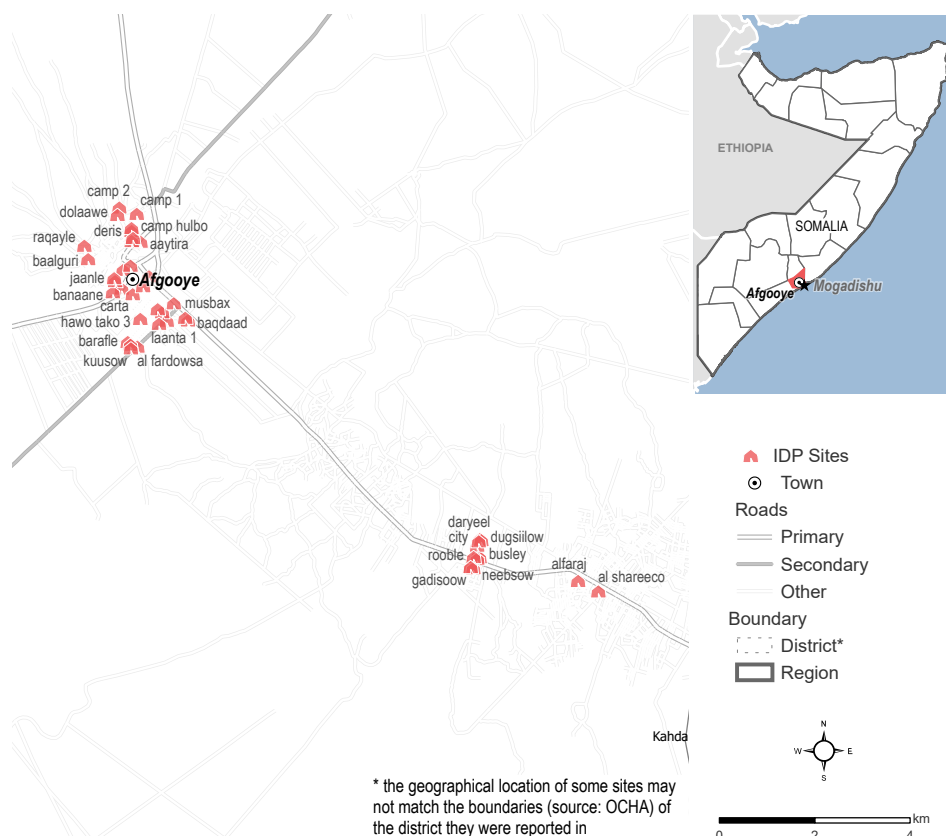 camp 2
camp 1
dolaawe
deris
camp hulbo
raqayle
aaytira
baalguri
jaanle
Afgooye
banaane
carta
musbax
hawo tako 3
baqdaad
barafle
laanta 1
kuusow
al fardowsa
daryeel
city
dugsiilow
rooble
busley
gadisoow
neebsow
alfaraj
al shareeco
Kahda
* the geographical location of some sites may
not match the boundaries (source: OCHA) of
the district they were reported in
ETHIOPIA
SOMALIA
Afgooye
Mogadishu
IDP Sites
Town
Roads
Primary
Secondary
Other
Boundary
District*
Region
N
W
E
S
km
0
2
4